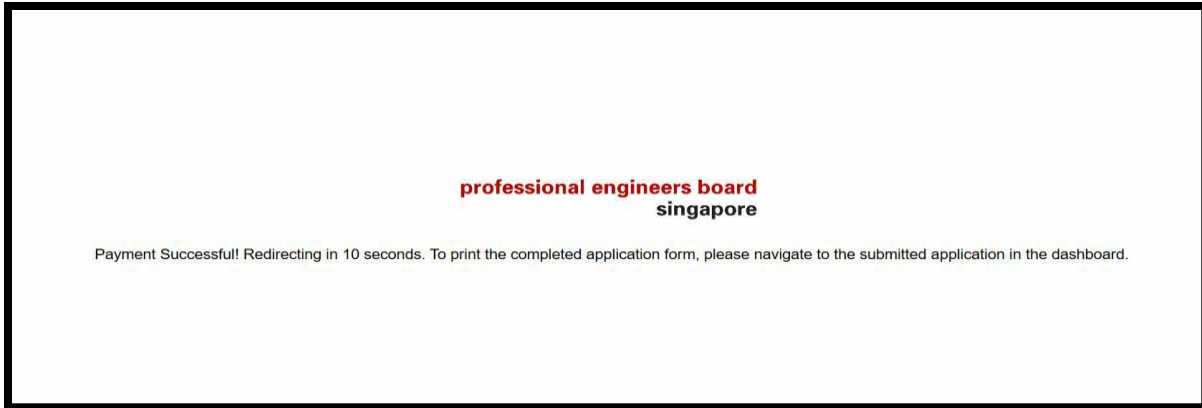 professional engineers board
singapore
Payment Successful! Redirecting in 10 seconds. To print the completed application form, please navigate to the submitted application in the dashboard.